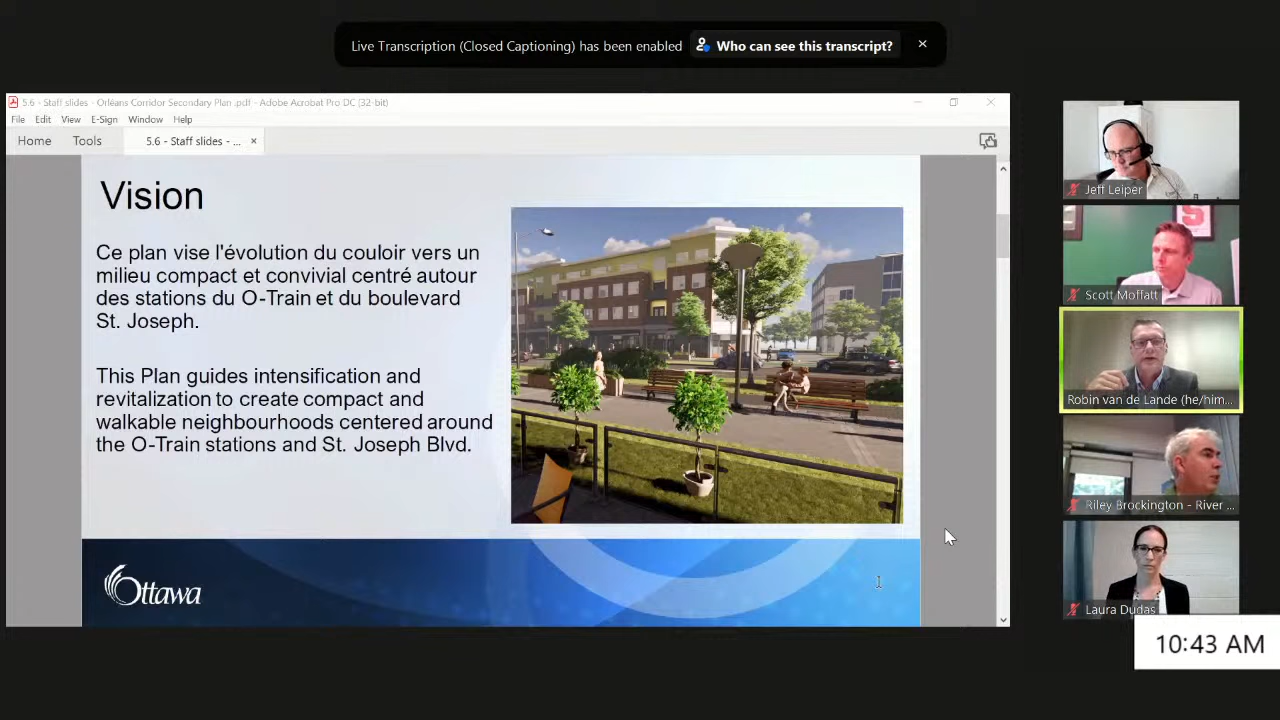 Live Transcription (Closed Captioning) has been enabled
Who can see this transcript?
5.6 - Staff slides - Orléans Corridor Secondary Plan .pdf - Adobe Acrobat Pro DC (32-bit)
File Edit View E-Sign Window Help
Home Tools 5.6 - Staff slides - ...
Vision
Ce plan vise l'évolution du couloir vers un
milieu compact et convivial centré autour
des stations du O-Train et du boulevard
St. Joseph.
This Plan guides intensification and
revitalization to create compact and
walkable neighbourhoods centered around
the O-Train stations and St. Joseph Blvd.
Ottawa
Jeff Leiper
Scott Moffatt
Robin van de Lande (he/him...
Riley Brockington - River ...
Laura Dudas
10:43 AM